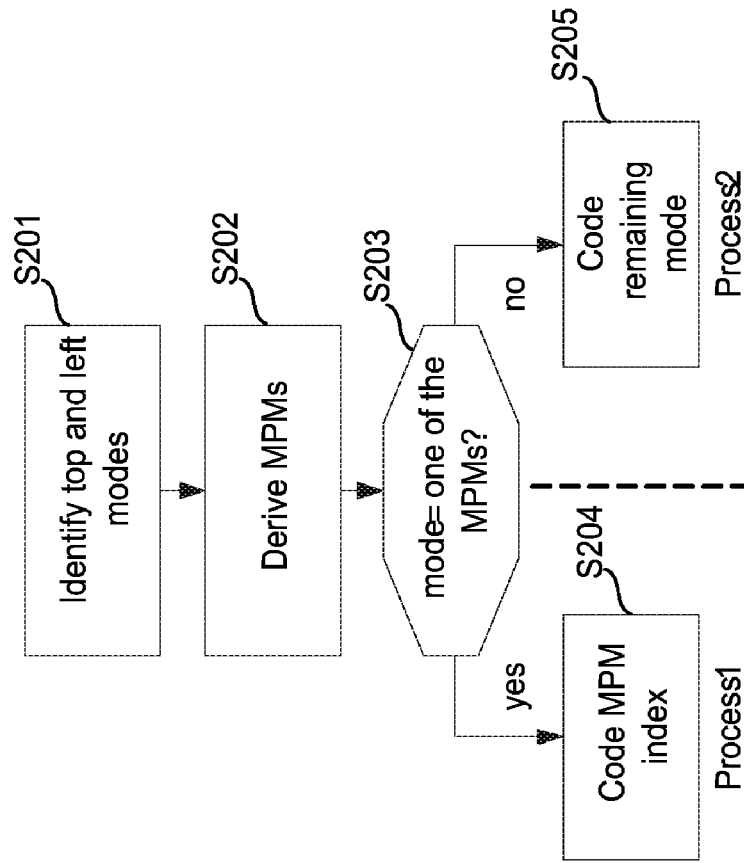 S201
Identify top and left
modes
S202
Derive MPMs
S203
mode= one of the
MPMs?
yes
no
S204
Code MPM
index
Process1
S205
Code
remaining
mode
Process2